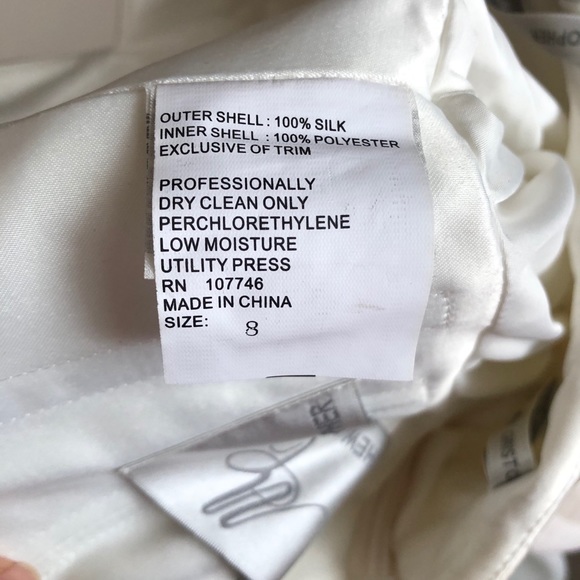 OUTER SHELL : 100% SILK
INNER SHELL : 100% POLYESTER
EXCLUSIVE OF TRIM
PROFESSIONALLY
DRY CLEAN ONLY
PERCHLORETHYLENE
LOW MOISTURE
UTILITY PRESS
RN 107746
MADE IN CHINA
SIZE: 8